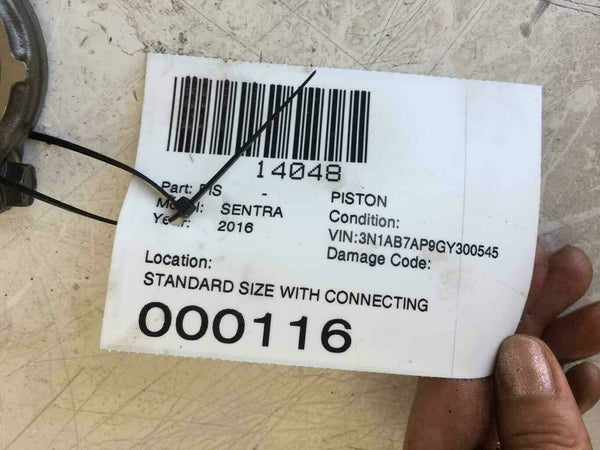 14048
Part: PIS - PISTON
Model: SENTRA Condition:
Year: 2016 VIN:3N1AB7AP9GY300545
Damage Code:
Location:
STANDARD SIZE WITH CONNECTING
000116